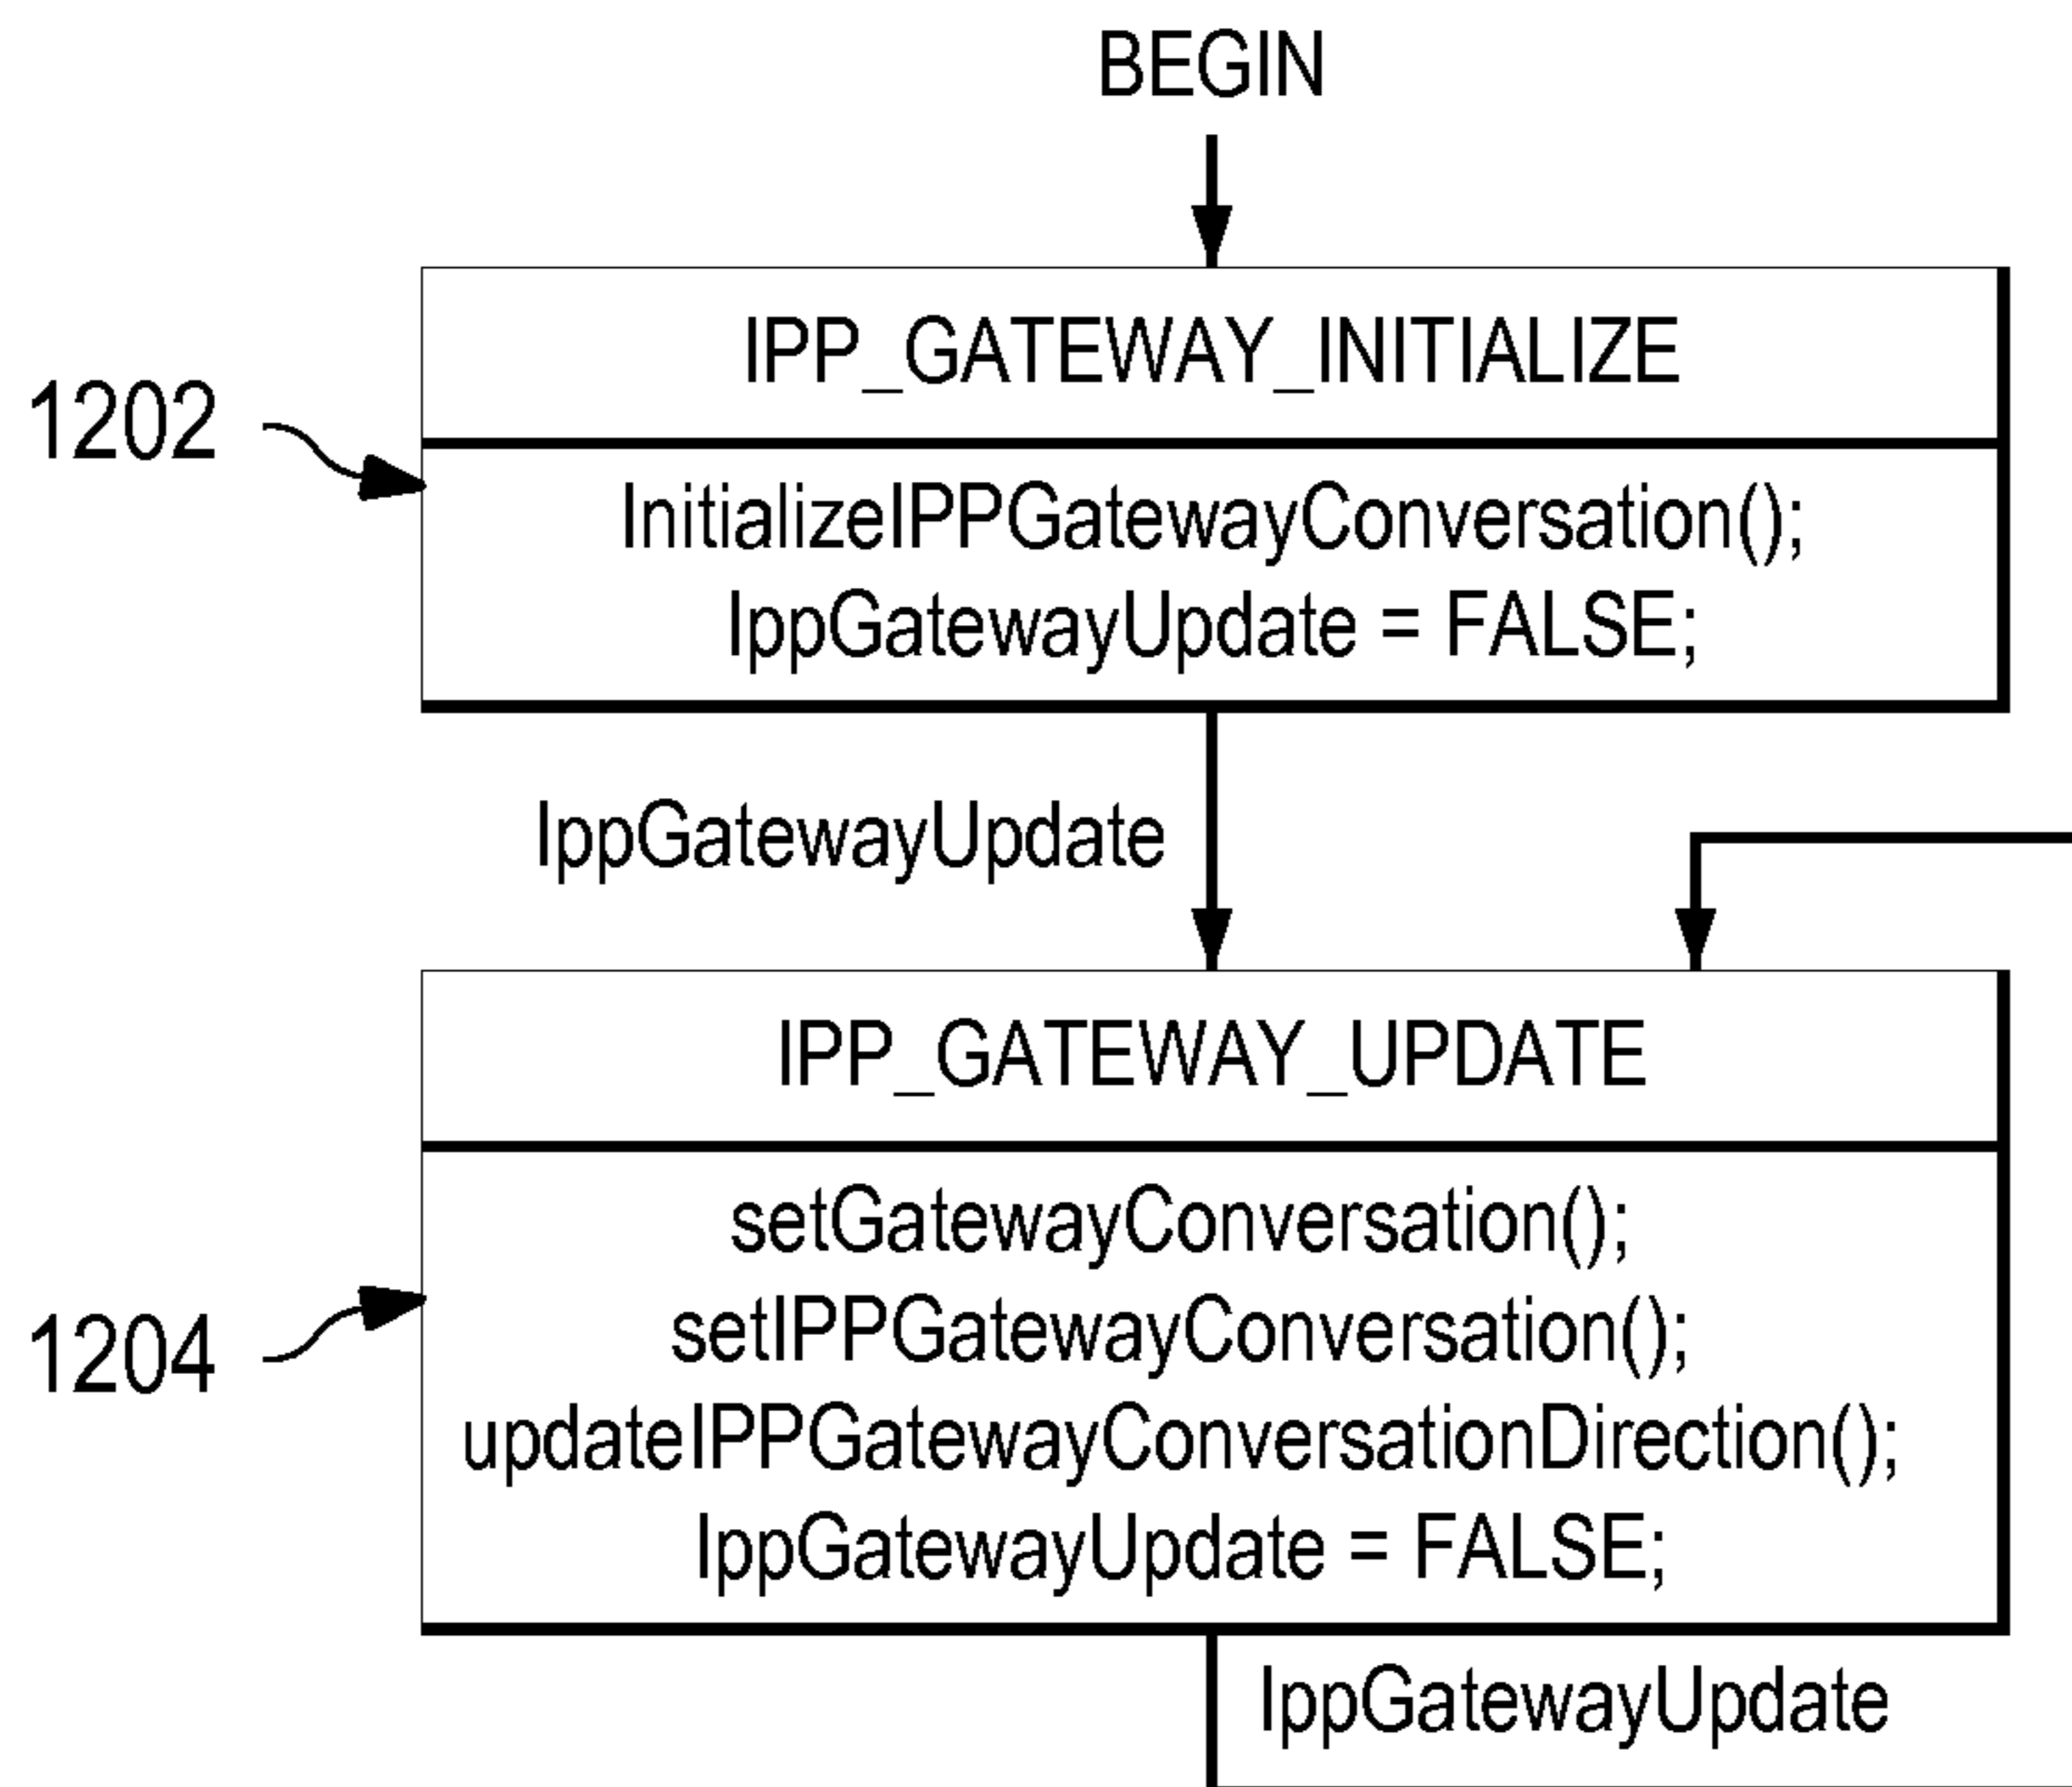 BEGIN
IPP_GATEWAY_INITIALIZE
1202
InitializeIPPGatewayConversation();
IppGatewayUpdate = FALSE;
IppGatewayUpdate
IPP_GATEWAY_UPDATE
setGatewayConversation();
setIPPGatewayConversation();
1204
updateIPPGatewayConversationDirection();
IppGatewayUpdate = FALSE;
IppGatewayUpdate